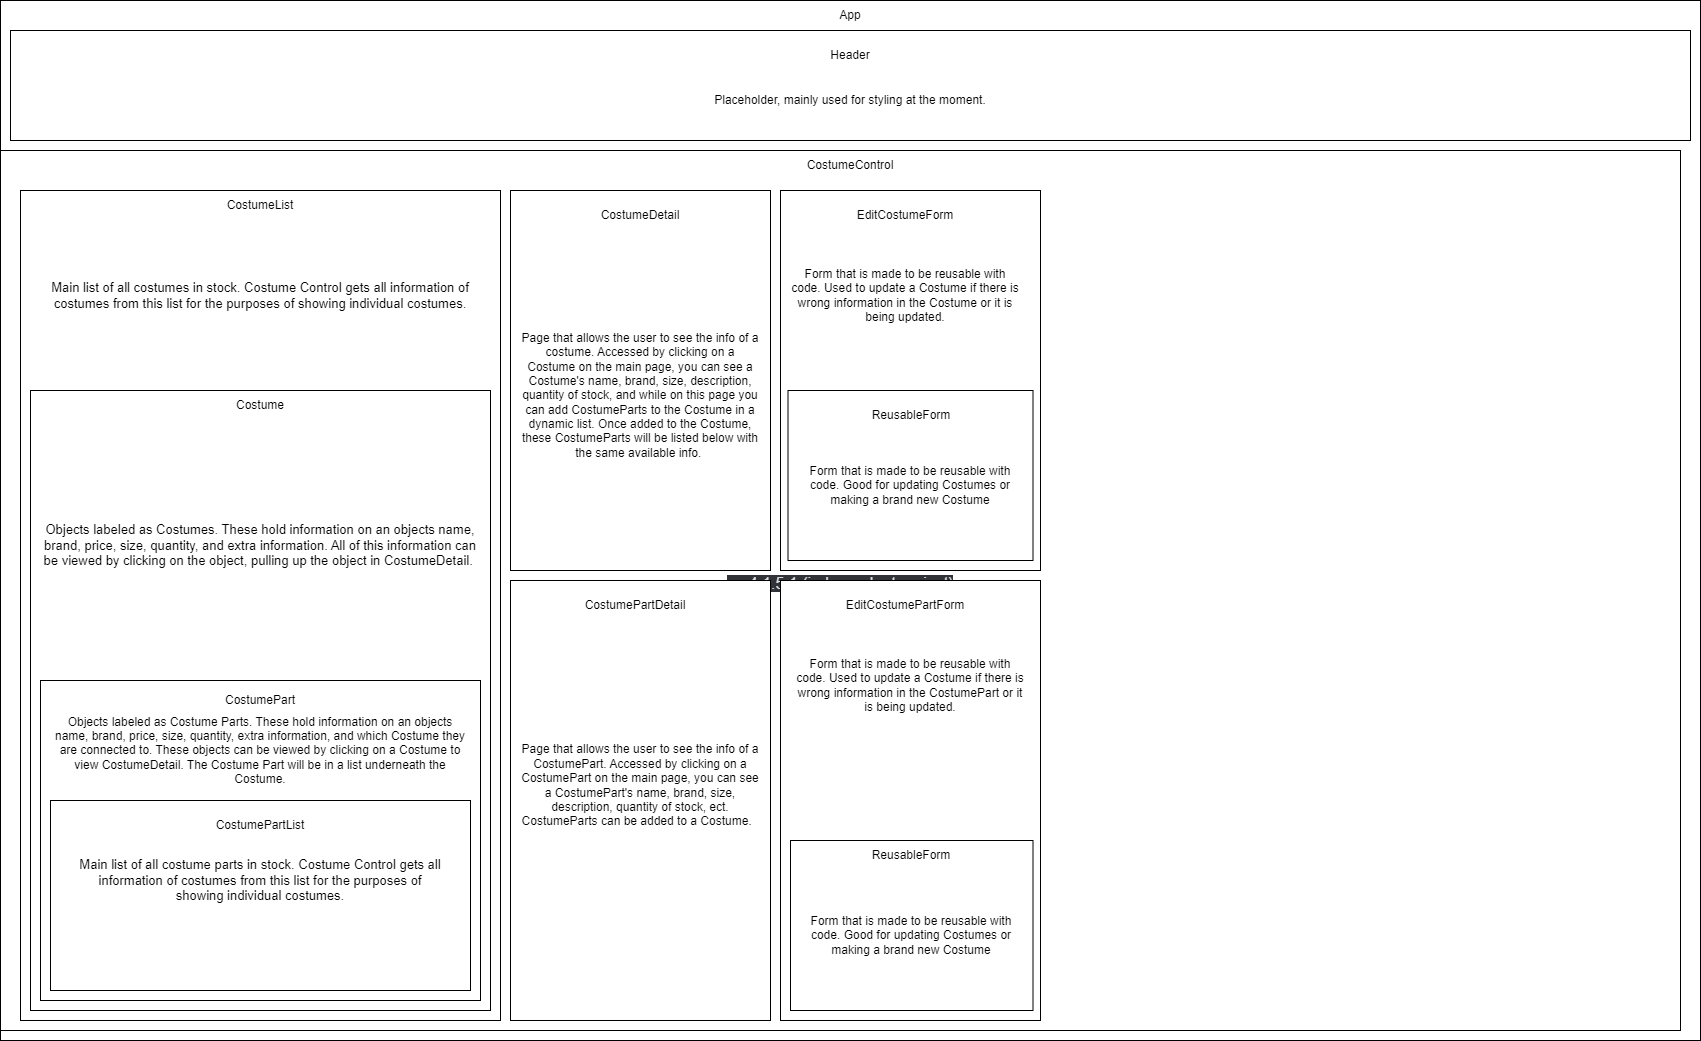 App
Header
Placeholder, mainly used for styling at the moment.
CostumeControl
CostumeList
Main list of all costumes in stock. Costume Control gets all information of
costumes from this list for the purposes of showing individual costumes.
Costume
Objects labeled as Costumes. These hold information on an objects name,
brand, price, size, quantity, and extra information. All of this information can
be viewed by clicking on the object, pulling up the object in CostumeDetail.
CostumePart
Objects labeled as Costume Parts. These hold information on an objects
name, brand, price, size, quantity, extra information, and which Costume they
are connected to. These objects can be viewed by clicking on a Costume to
view CostumeDetail. The Costume Part will be in a list underneath the
Costume.
CostumePartList
Main list of all costume parts in stock. Costume Control gets all
information of costumes from this list for the purposes of
showing individual costumes.
CostumeDetail
Page that allows the user to see the info of a
costume. Accessed by clicking on a
Costume on the main page, you can see a
Costume's name, brand, size, description,
quantity of stock, and while on this page you
can add CostumeParts to the Costume in a
dynamic list. Once added to the Costume,
these CostumeParts will be listed below with
the same available info.
CostumePartDetail
Page that allows the user to see the info of a
CostumePart. Accessed by clicking on a
CostumePart on the main page, you can see
a CostumePart's name, brand, size,
description, quantity of stock, ect.
CostumeParts can be added to a Costume.
EditCostumeForm
Form that is made to be reusable with
code. Used to update a Costume if there is
wrong information in the Costume or it is
being updated.
ReusableForm
Form that is made to be reusable with
code. Good for updating Costumes or
making a brand new Costume
EditCostumePartForm
Form that is made to be reusable with
code. Used to update a Costume if there is
wrong information in the CostumePart or it
is being updated.
ReusableForm
Form that is made to be reusable with
code. Good for updating Costumes or
making a brand new Costume